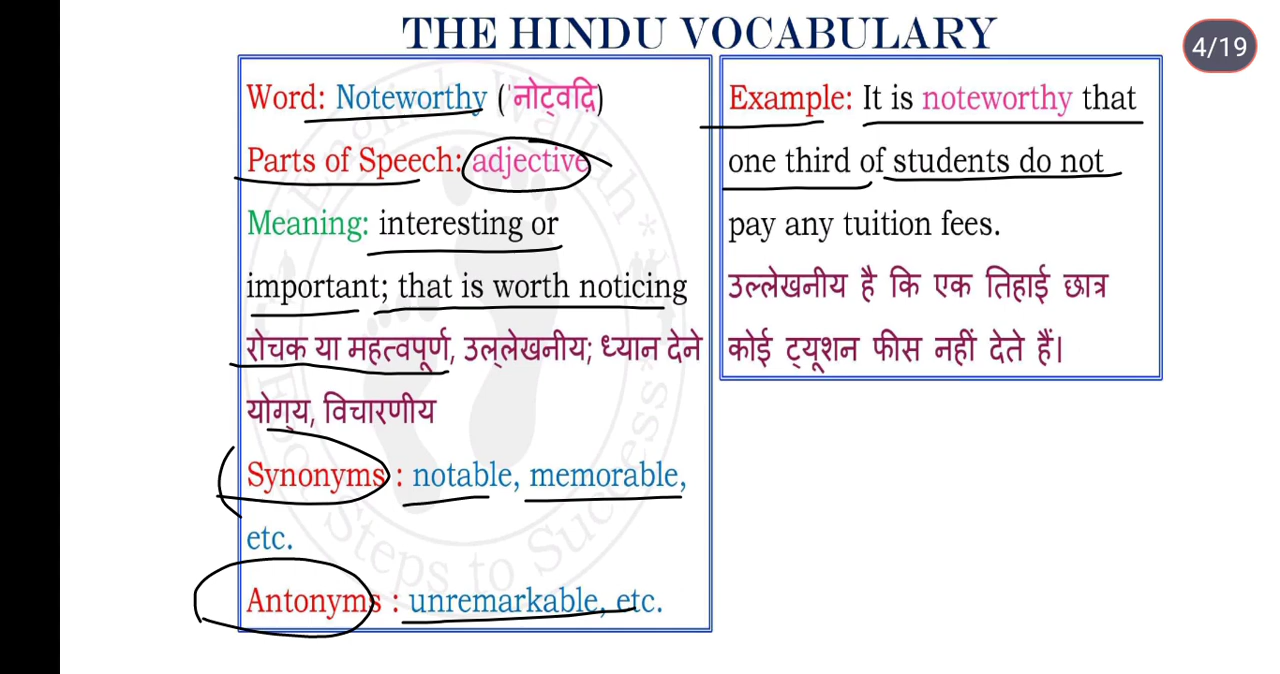 THE HINDU VOCABULARY
4/19
Word: Noteworthy ('नोट्वदि़)
Parts of Speech: adjective
Meaning: interesting or
important; that is worth noticing
रोचक या महत्वपूर्ण, उल्लेखनीय; ध्यान देने
योग्य, विचारणीय
Synonyms : notable, memorable,
etc.
Antonyms : unremarkable, etc.
Example: It is noteworthy that
one third of students do not
pay any tuition fees.
उल्लेखनीय है कि एक तिहाई छात्र
कोई ट्यूशन फीस नहीं देते हैं।